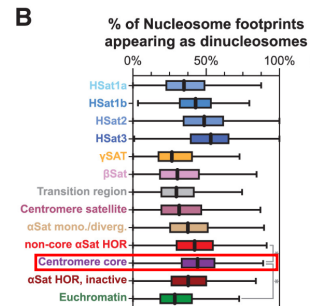 B
% of Nucleosome footprints
appearing as dinucleosomes
0% 50% 100%
HSat1a
HSat1b
HSat2
HSat3
γSAT
βSat
Transition region
Centromere satellite
αSat mono./diverg.
non-core αSat HOR
Centromere core
αSat HOR, inactive
Euchromatin